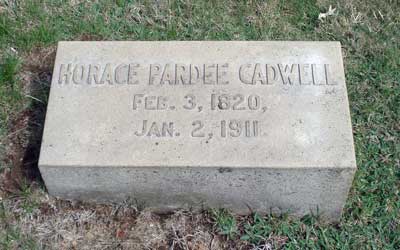 HORACE PARDEE CADWELL
FEB. 3, 1820,
JAN. 2, 1911.